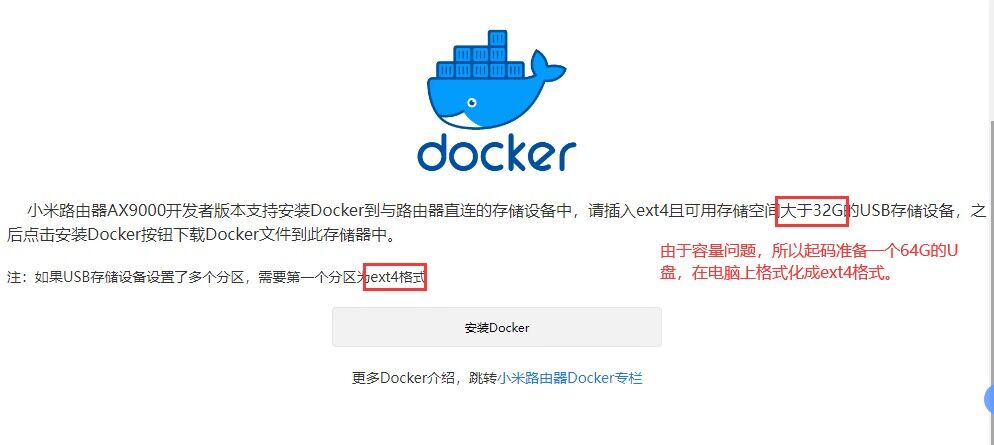 docker
小米路由器AX9000开发者版本支持安装Docker到与路由器直连的存储设备中，请插入ext4且可用存储空间大于32G的USB存储设备，之
后点击安装Docker按钮下载Docker文件到此存储器中。
由于容量问题，所以起码准备一个64G的U
盘，在电脑上格式化成ext4格式。
注：如果USB存储设备设置了多个分区，需要第一个分区为ext4格式
安装Docker
更多Docker介绍，跳转小米路由器Docker专栏